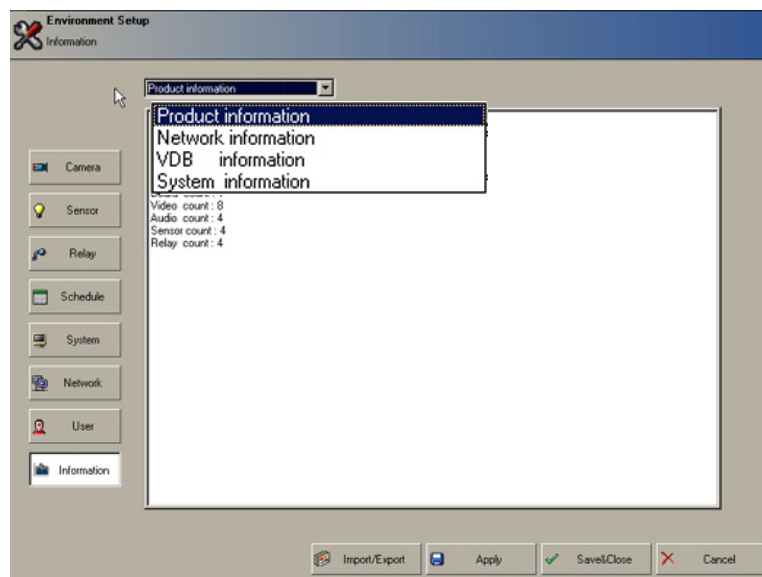 Environment Setup
Information
Product information
Product information
Network information
VDB information
System information
Video count : 8
Audio count : 4
Sensor count : 4
Relay count : 4
Camera
Sensor
Relay
Schedule
System
Network
User
Information
Import/Export
Apply
Save&Close
Cancel